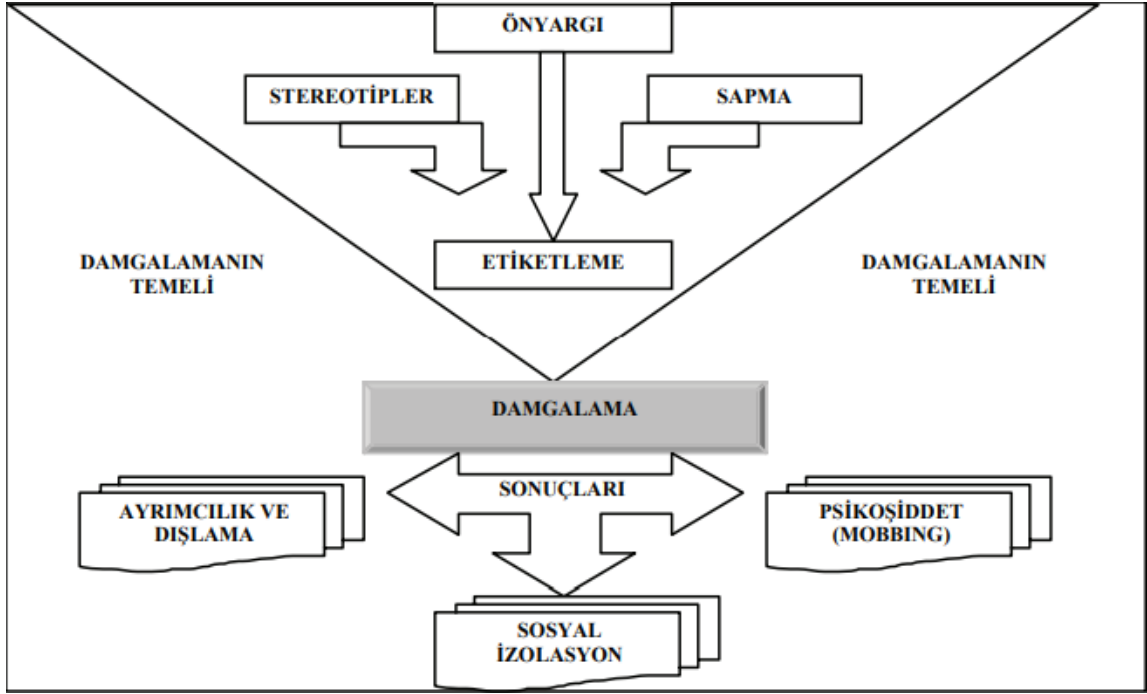 ÖNYARGI
STEREOTİPLER
SAPMA
ETİKETLEME
DAMGALAMANIN
TEMELİ
DAMGALAMANIN
TEMELİ
DAMGALAMA
SONUÇLARI
AYRIMCILIK VE
DIŞLAMA
PSİKOŞİDDET
(MOBBING)
SOSYAL
İZOLASYON